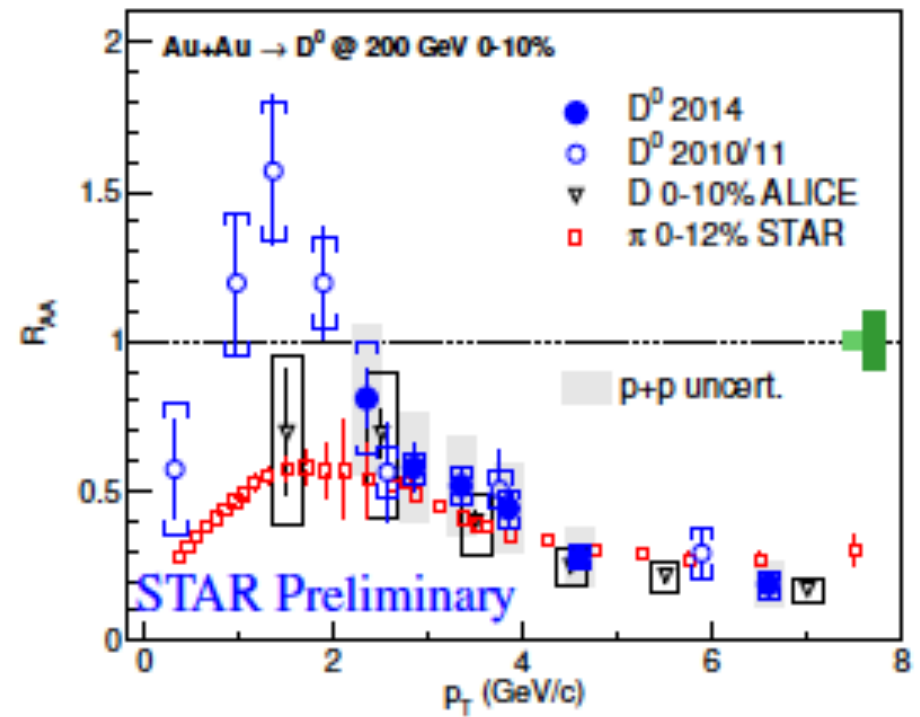 Au+Au → D⁰ @ 200 GeV 0-10%
D⁰ 2014
D⁰ 2010/11
D 0-10% ALICE
π 0-12% STAR
p+p uncert.
STAR Preliminary
R_AA
2
1.5
1
0.5
0
0 2 4 6 8
p_T (GeV/c)